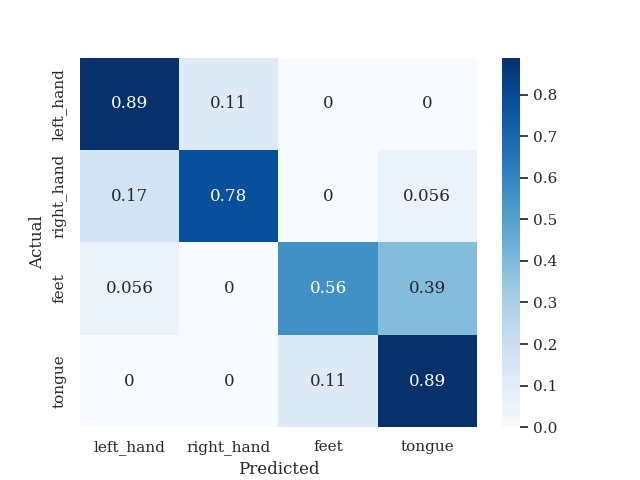 left_hand 0.89 0.11 0 0
right_hand 0.17 0.78 0 0.056
feet 0.056 0 0.56 0.39
tongue 0 0 0.11 0.89
left_hand right_hand feet tongue
Actual
Predicted
0.8
0.7
0.6
0.5
0.4
0.3
0.2
0.1
0.0